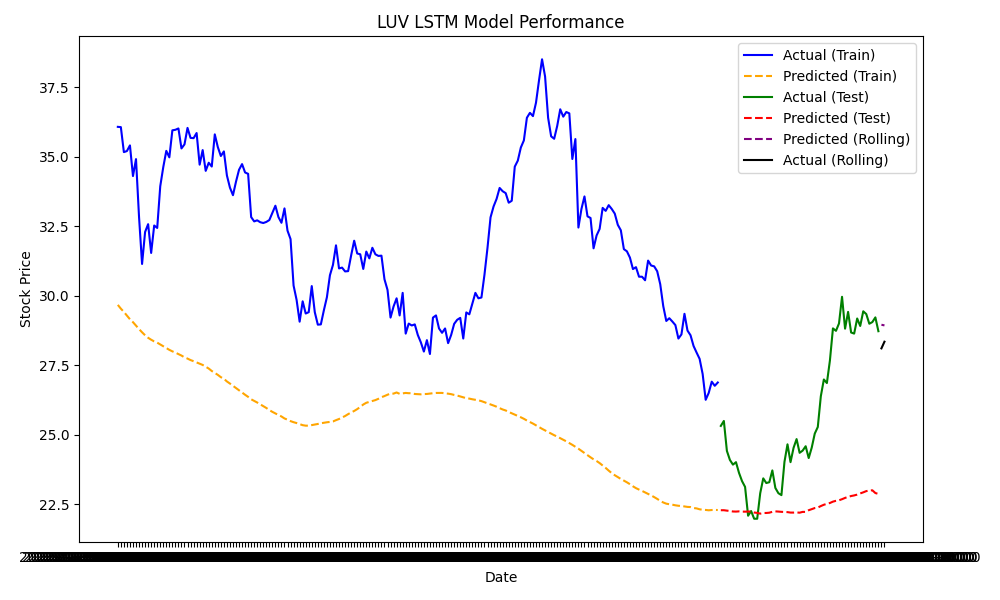 LUV LSTM Model Performance
Actual (Train)
Predicted (Train)
Actual (Test)
Predicted (Test)
Predicted (Rolling)
Actual (Rolling)
Stock Price
37.5
35.0
32.5
30.0
27.5
25.0
22.5
Date